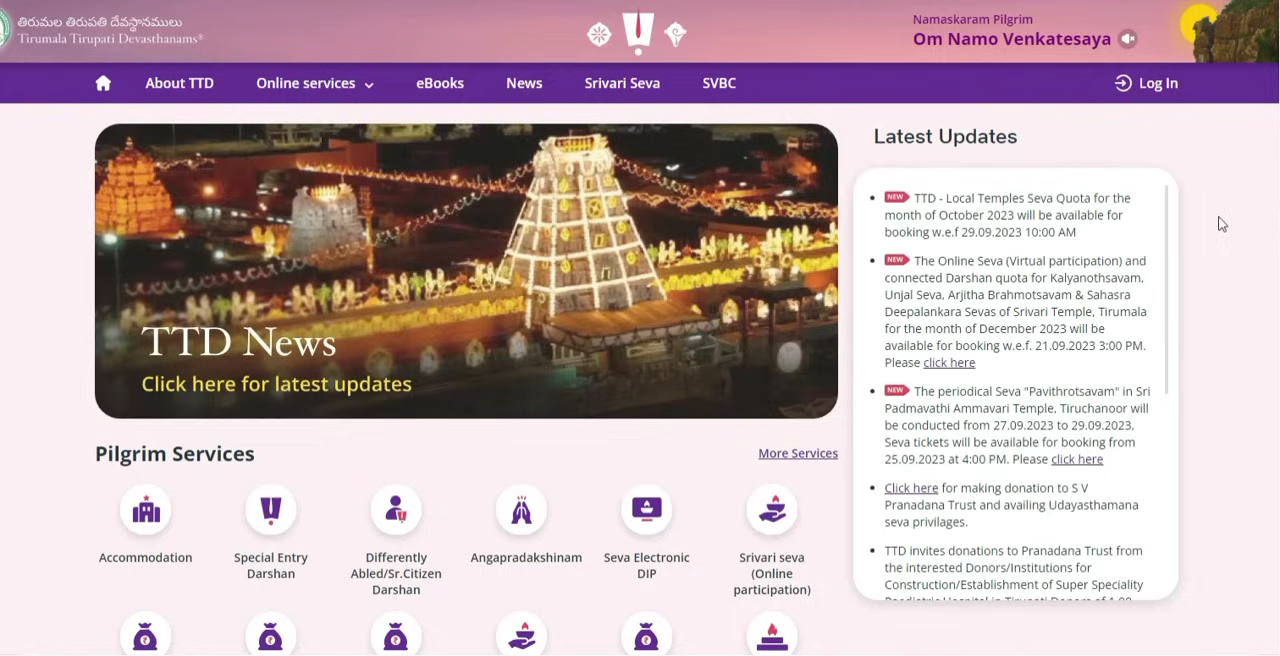 తిరుమల తిరుపతి దేవస్థానములు
Tirumala Tirupati Devasthanams®
Namaskaram Pilgrim
Om Namo Venkatesaya
About TTD
Online services
eBooks
News
Srivari Seva
SVBC
Log In
TTD News
Click here for latest updates
Latest Updates
NEW TTD - Local Temples Seva Quota for the
month of October 2023 will be available for
booking w.e.f 29.09.2023 10:00 AM
NEW The Online Seva (Virtual participation) and
connected Darshan quota for Kalyanothsavam,
Unjal Seva, Arjitha Brahmotsavam & Sahasra
Deepalankara Sevas of Srivari Temple, Tirumala
for the month of December 2023 will be
available for booking w.e.f. 21.09.2023 3:00 PM.
Please click here
NEW The periodical Seva "Pavithrotsavam" in Sri
Padmavathi Ammavari Temple, Tiruchanoor will
be conducted from 27.09.2023 to 29.09.2023,
Seva tickets will be available for booking from
25.09.2023 at 4:00 PM. Please click here
Click here for making donation to S V
Pranadana Trust and availing Udayasthamana
seva privilages.
TTD invites donations to Pranadana Trust from
the interested Donors/Institutions for
Construction/Establishment of Super Speciality
Pilgrim Services
More Services
Accommodation
Special Entry
Darshan
Differently
Abled/Sr.Citizen
Darshan
Angapradakshinam
Seva Electronic
DIP
Srivari seva
(Online
participation)